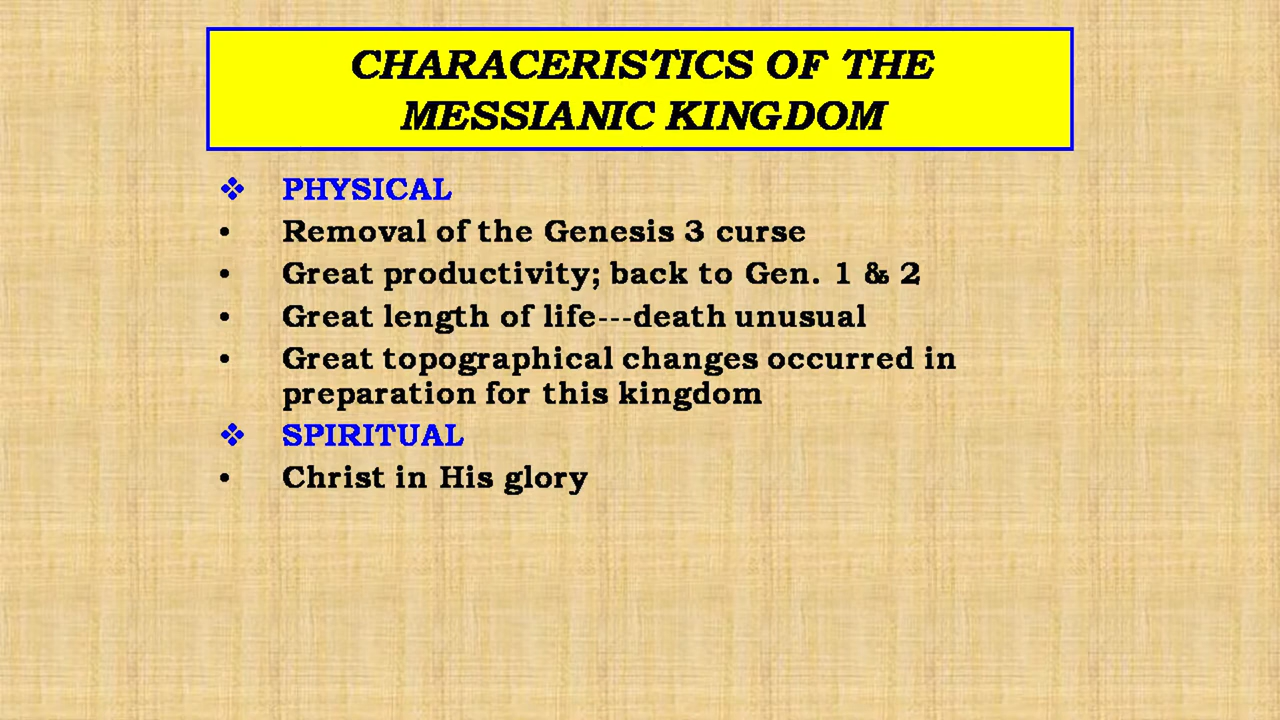 CHARACERISTICS OF THE
MESSIANIC KINGDOM
❖ PHYSICAL
• Removal of the Genesis 3 curse
• Great productivity; back to Gen. 1 & 2
• Great length of life---death unusual
• Great topographical changes occurred in
preparation for this kingdom
❖ SPIRITUAL
• Christ in His glory